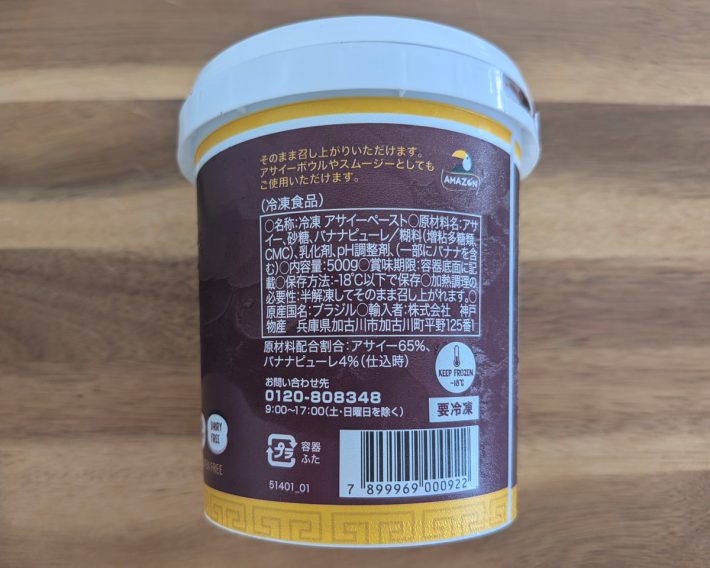 そのまま召し上がりいただけます。
アサイーボウルやスムージーとしても
ご使用いただけます。
AMAZON
(冷凍食品)
○名称:冷凍 アサイーペースト○原材料名:アサ
イー、砂糖、バナナピューレ/糊料(増粘多糖類、
CMC)、乳化剤、pH調整剤、(一部にバナナを含
む)○内容量:500g○賞味期限:容器底面に記
載○保存方法:-18℃以下で保存○加熱調理の
必要性:半解凍してそのまま召し上がれます。○
原産国名:ブラジル○輸入者:株式会社 神戸
物産 兵庫県加古川市加古川町平野125番1
原材料配合割合:アサイー65%、
バナナピューレ4%(仕込時)
KEEP FROZEN
-18℃
お問い合わせ先
0120-808348
9:00〜17:00(土・日曜日を除く)
要冷凍
DAIRY
FREE
FREE
プラ
容器
ふた
51401_01
7 899969 000922